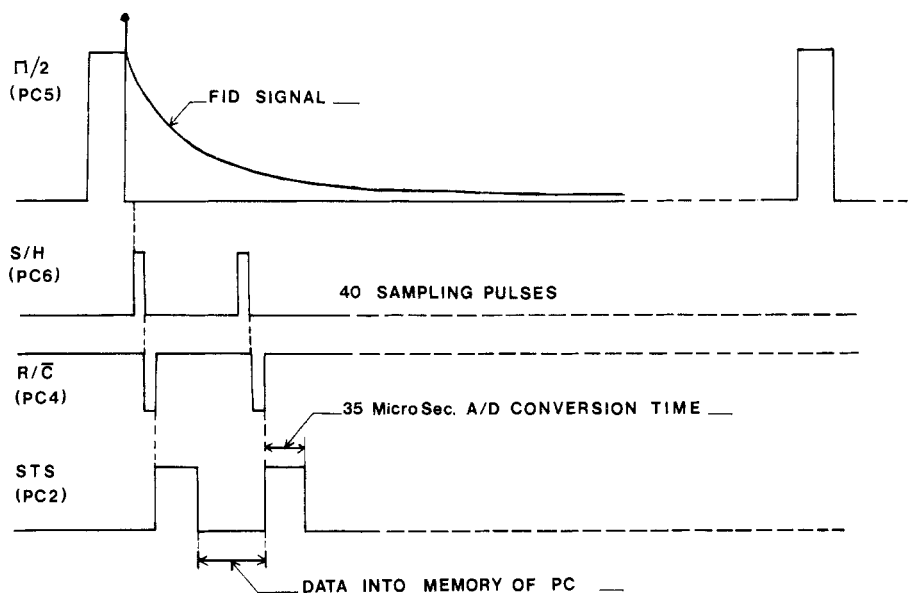 Π/2
(PC5)
FID SIGNAL
S/H
(PC6)
40 SAMPLING PULSES
R/C̅
(PC4)
35 MicroSec. A/D CONVERSION TIME
STS
(PC2)
DATA INTO MEMORY OF PC